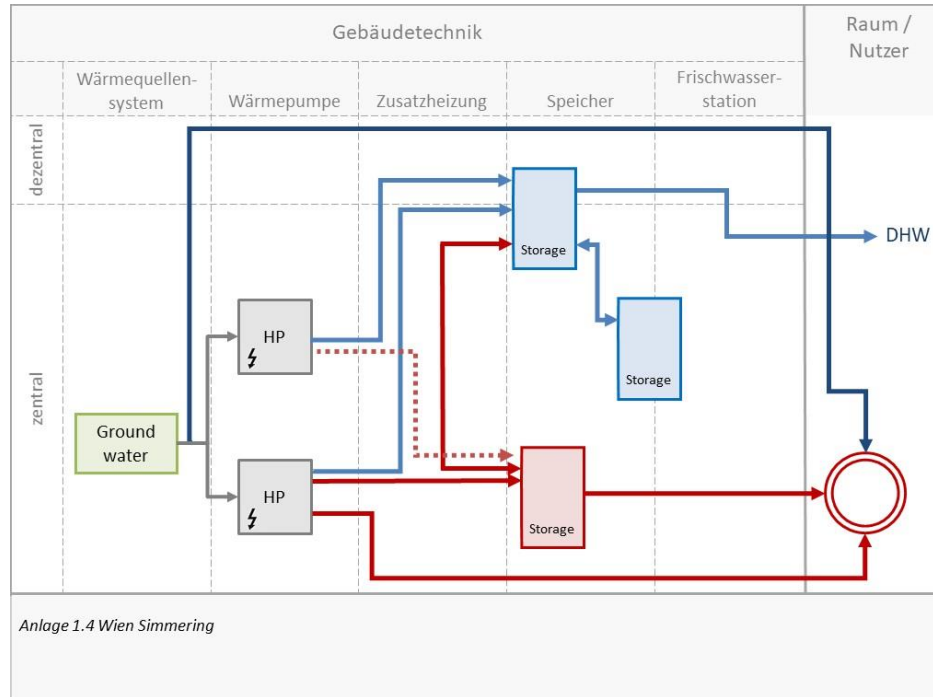 Gebäudetechnik
Raum /
Nutzer
Wärmequellen-
system
Wärmepumpe
Zusatzheizung
Speicher
Frischwasser-
station
dezentral
zentral
Storage
DHW
HP
Storage
Ground
water
HP
Storage
Anlage 1.4 Wien Simmering